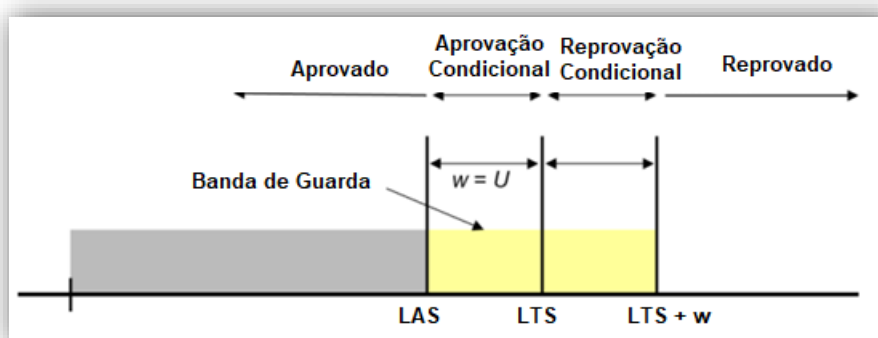 Aprovado
Aprovação
Condicional
Reprovação
Condicional
Reprovado
w = U
Banda de Guarda
LAS
LTS
LTS + w